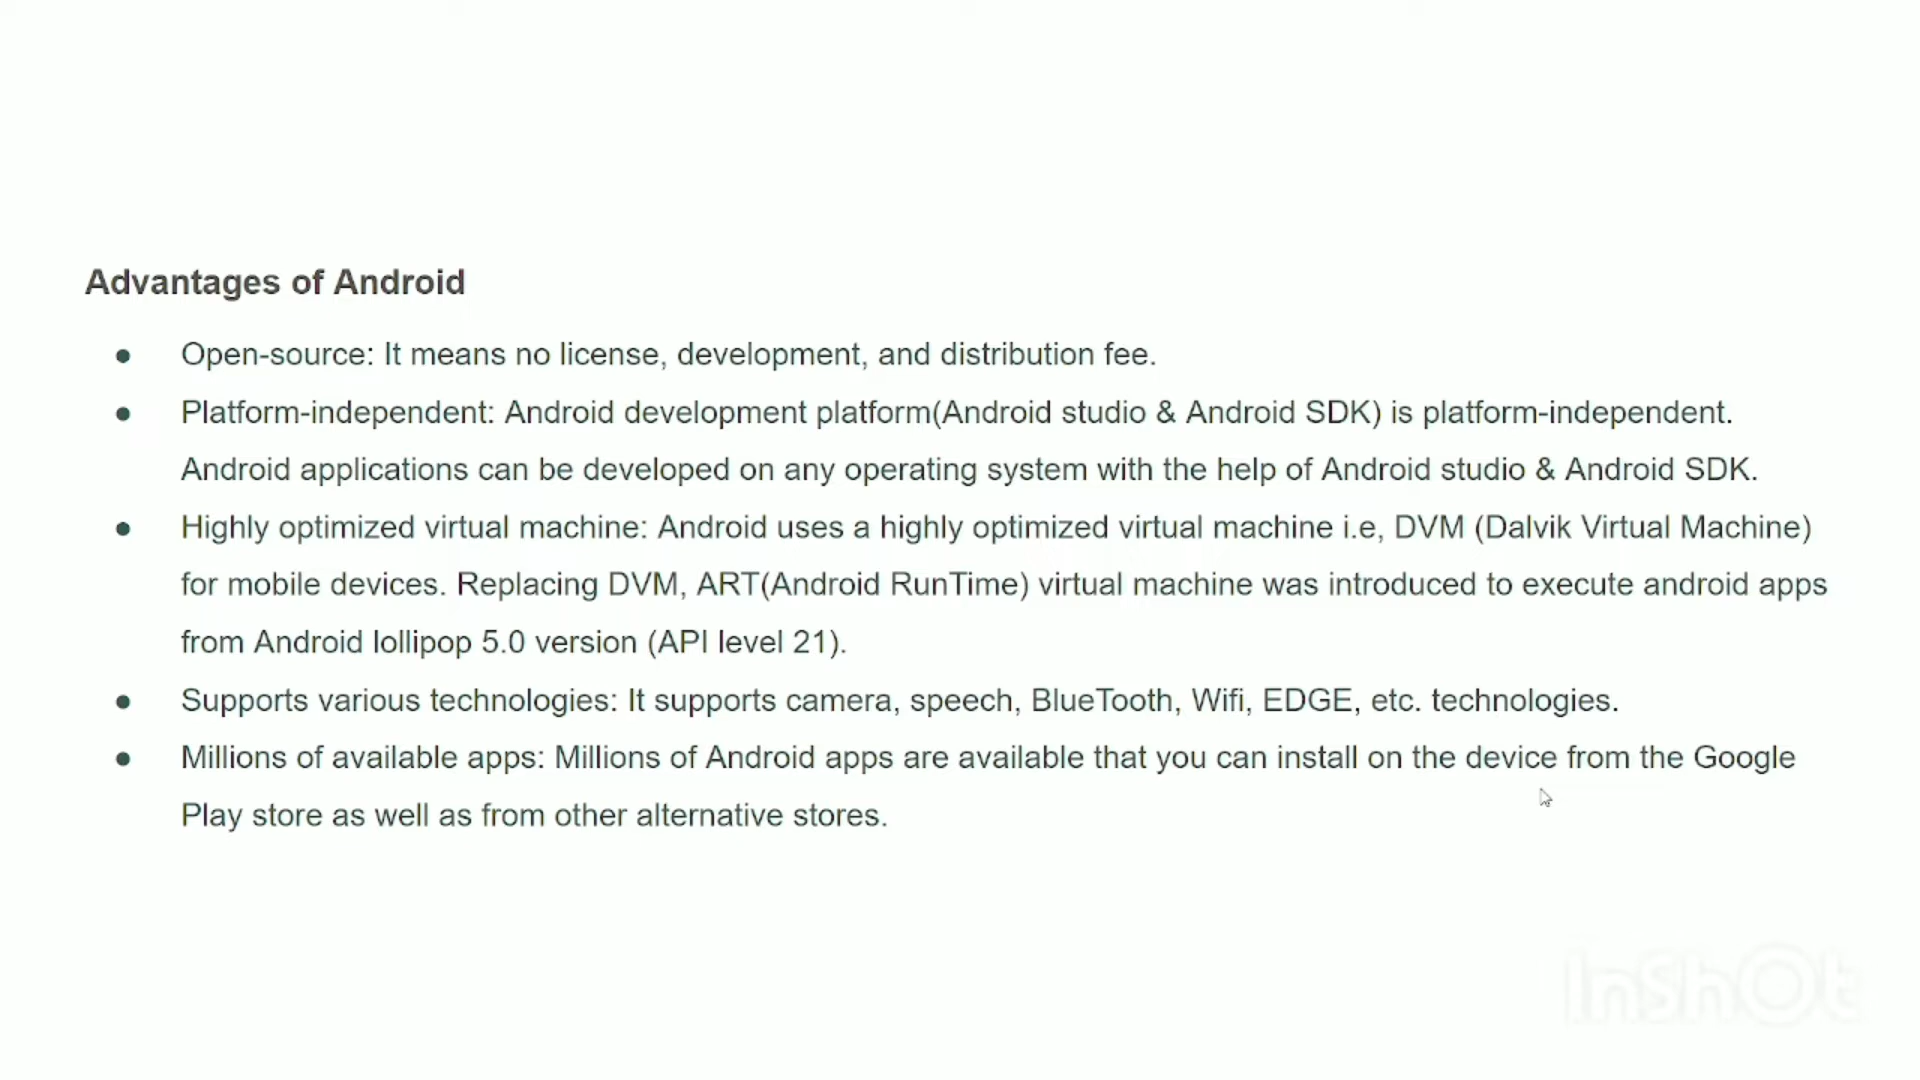 Advantages of Android
● Open-source: It means no license, development, and distribution fee.
● Platform-independent: Android development platform(Android studio & Android SDK) is platform-independent.
Android applications can be developed on any operating system with the help of Android studio & Android SDK.
● Highly optimized virtual machine: Android uses a highly optimized virtual machine i.e, DVM (Dalvik Virtual Machine)
for mobile devices. Replacing DVM, ART(Android RunTime) virtual machine was introduced to execute android apps
from Android lollipop 5.0 version (API level 21).
● Supports various technologies: It supports camera, speech, BlueTooth, Wifi, EDGE, etc. technologies.
● Millions of available apps: Millions of Android apps are available that you can install on the device from the Google
Play store as well as from other alternative stores.
InShOt